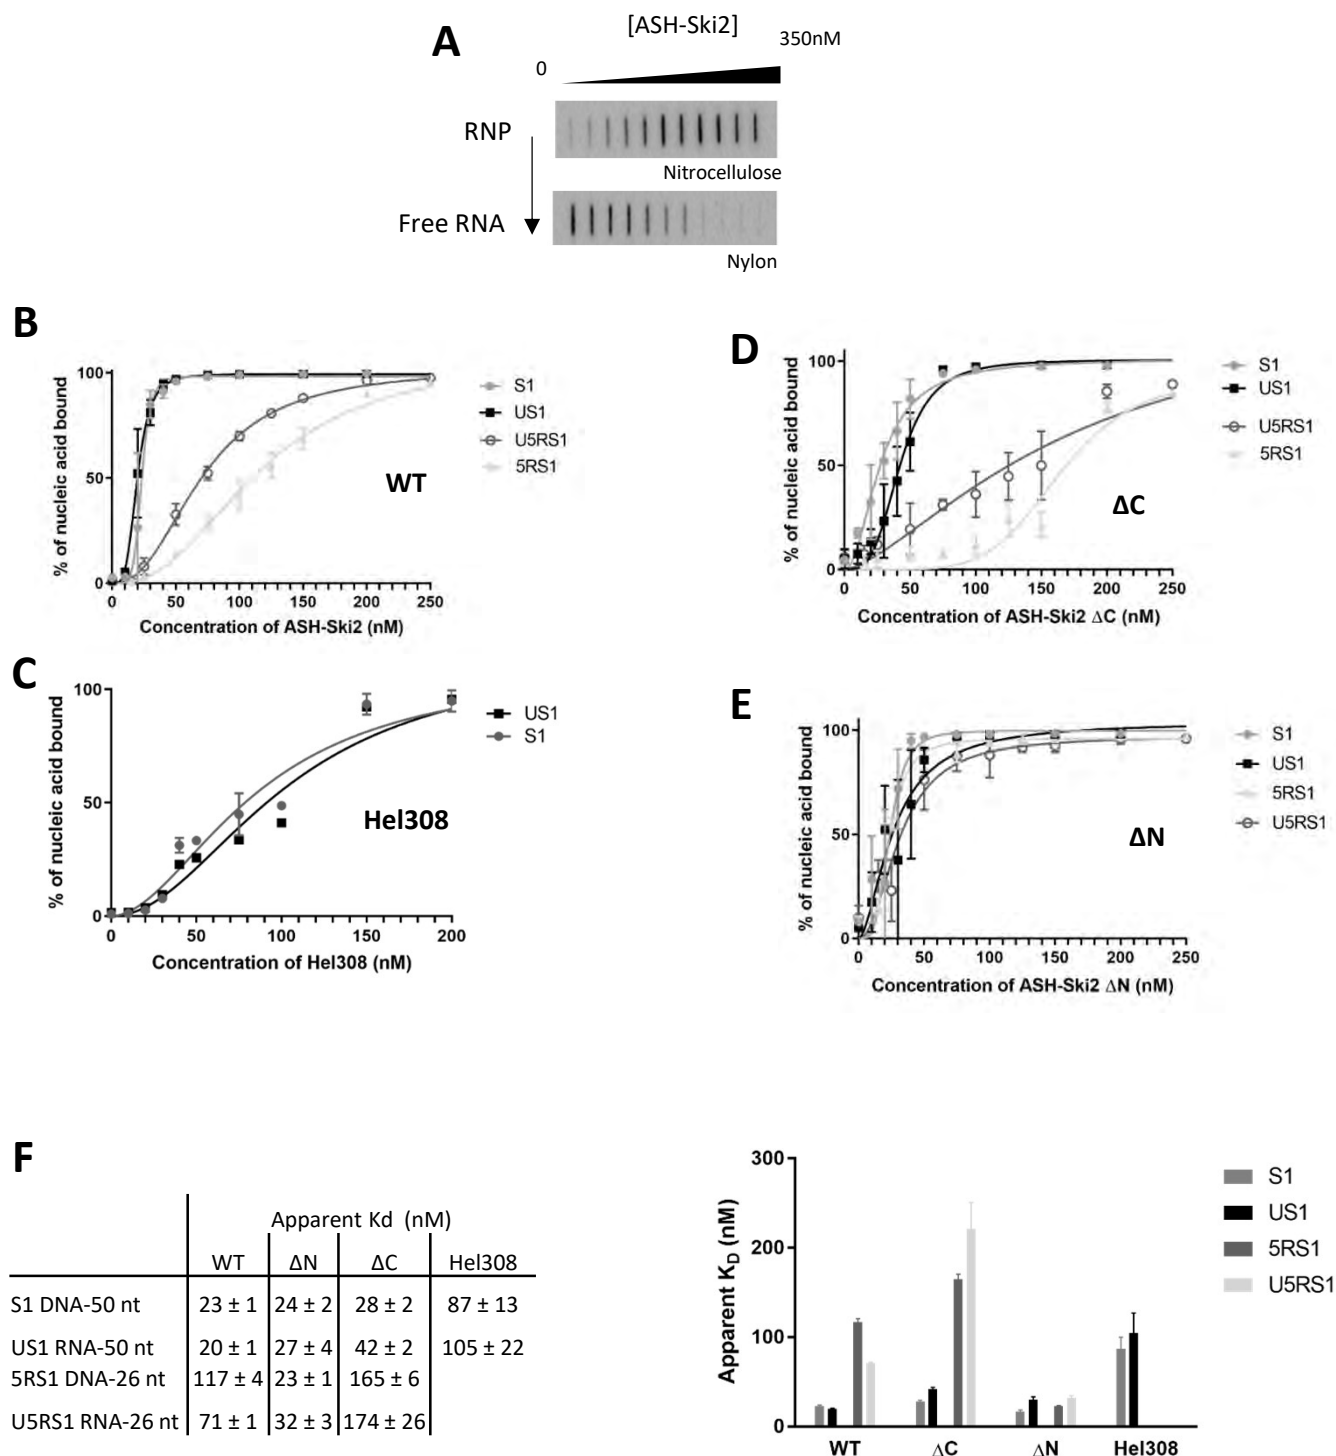 A
[ASH-Ski2]
0
350nM
RNP
Nitrocellulose
Free RNA
Nylon
B
% of nucleic acid bound
100
50
0
0 50 100 150 200 250
Concentration of ASH-Ski2 (nM)
WT
S1
US1
U5RS1
5RS1
D
% of nucleic acid bound
100
50
0
0 50 100 150 200 250
Concentration of ASH-Ski2 ΔC (nM)
ΔC
S1
US1
U5RS1
5RS1
C
% of nucleic acid bound
100
50
0
0 50 100 150 200
Concentration of Hel308 (nM)
Hel308
US1
S1
E
% of nucleic acid bound
100
50
0
0 50 100 150 200 250
Concentration of ASH-Ski2 ΔN (nM)
ΔN
S1
US1
5RS1
U5RS1
F
Apparent Kd (nM)
WT ΔN ΔC Hel308
S1 DNA-50 nt 23 ± 1 24 ± 2 28 ± 2 87 ± 13
US1 RNA-50 nt 20 ± 1 27 ± 4 42 ± 2 105 ± 22
5RS1 DNA-26 nt 117 ± 4 23 ± 1 165 ± 6
U5RS1 RNA-26 nt 71 ± 1 32 ± 3 174 ± 26
Apparent K_D (nM)
300
200
100
0
WT ΔC ΔN Hel308
S1
US1
5RS1
U5RS1